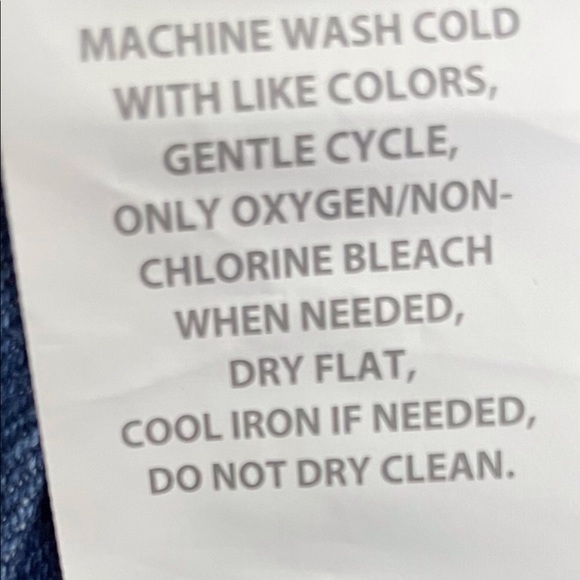 MACHINE WASH COLD
WITH LIKE COLORS,
GENTLE CYCLE,
ONLY OXYGEN/NON-
CHLORINE BLEACH
WHEN NEEDED,
DRY FLAT,
COOL IRON IF NEEDED,
DO NOT DRY CLEAN.